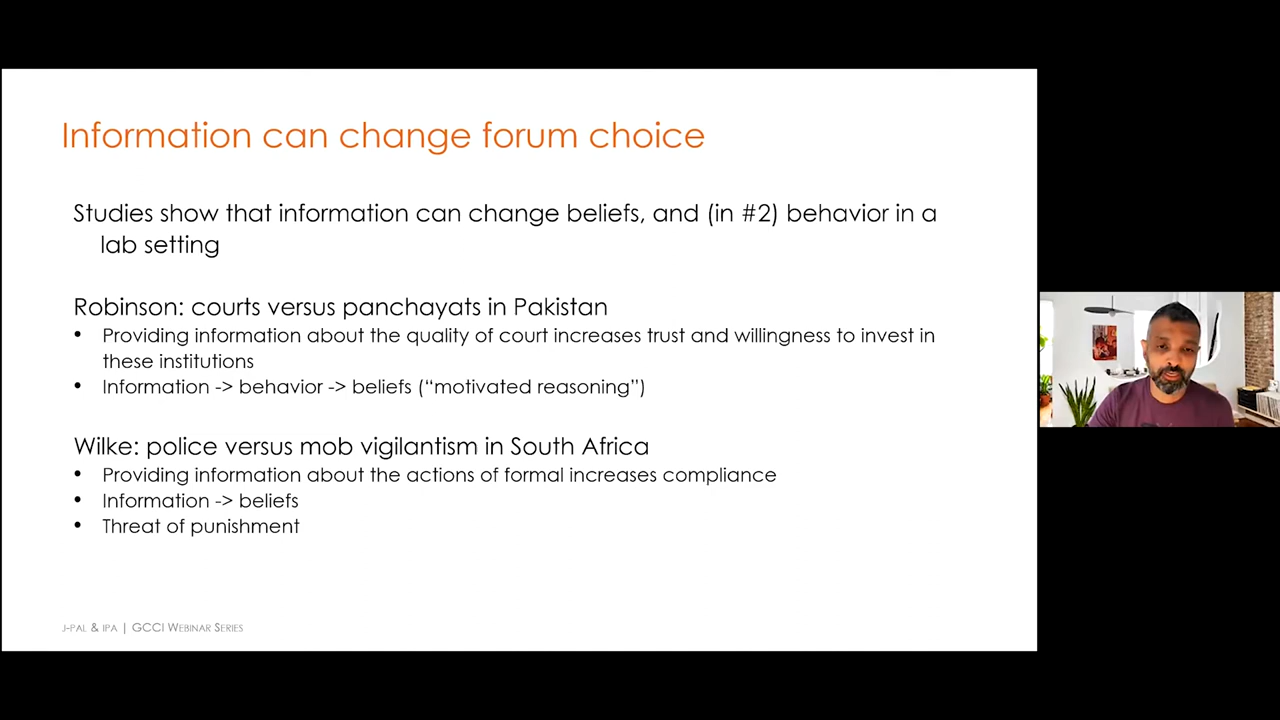 Information can change forum choice
Studies show that information can change beliefs, and (in #2) behavior in a
lab setting
Robinson: courts versus panchayats in Pakistan
• Providing information about the quality of court increases trust and willingness to invest in
these institutions
• Information -> behavior -> beliefs (“motivated reasoning”)
Wilke: police versus mob vigilantism in South Africa
• Providing information about the actions of formal increases compliance
• Information -> beliefs
• Threat of punishment
J-PAL & IPA | GCCI WEBINAR SERIES